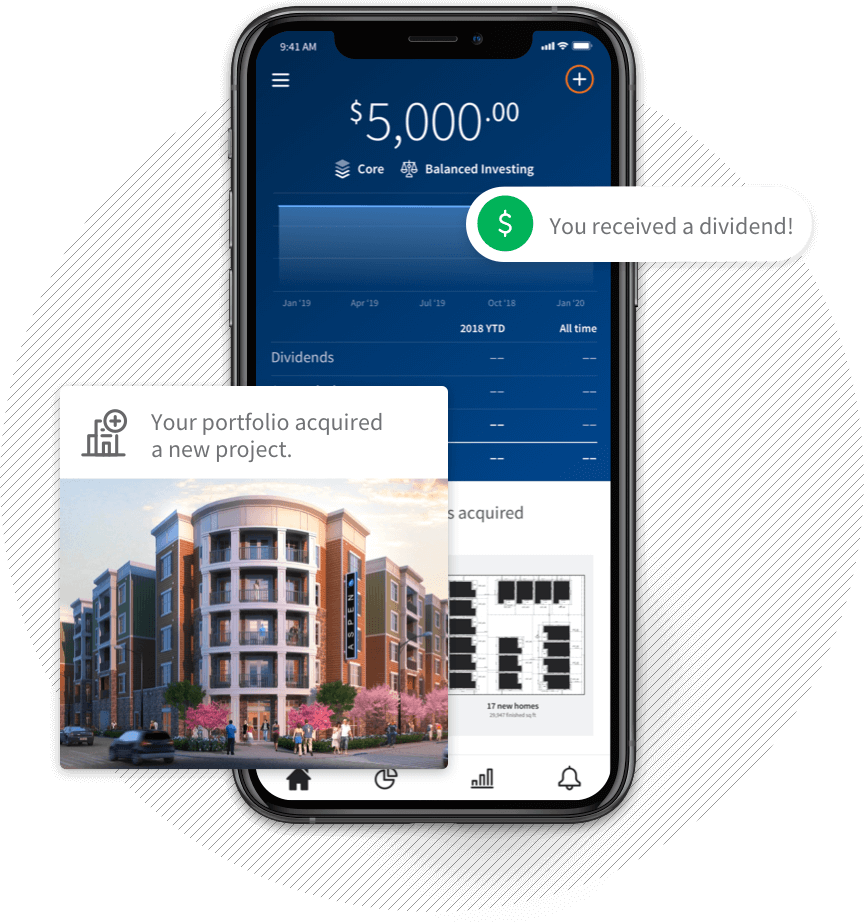 9:41 AM
$5,000.00
Core
Balanced Investing
You received a dividend!
Jan '19
Apr '19
Jul '19
Oct '18
Jan '20
2018 YTD
All time
Dividends
-- --
-- --
-- --
-- --
Your portfolio acquired
a new project.
s acquired
ASPEN
17 new homes
29,947 finished sq.ft